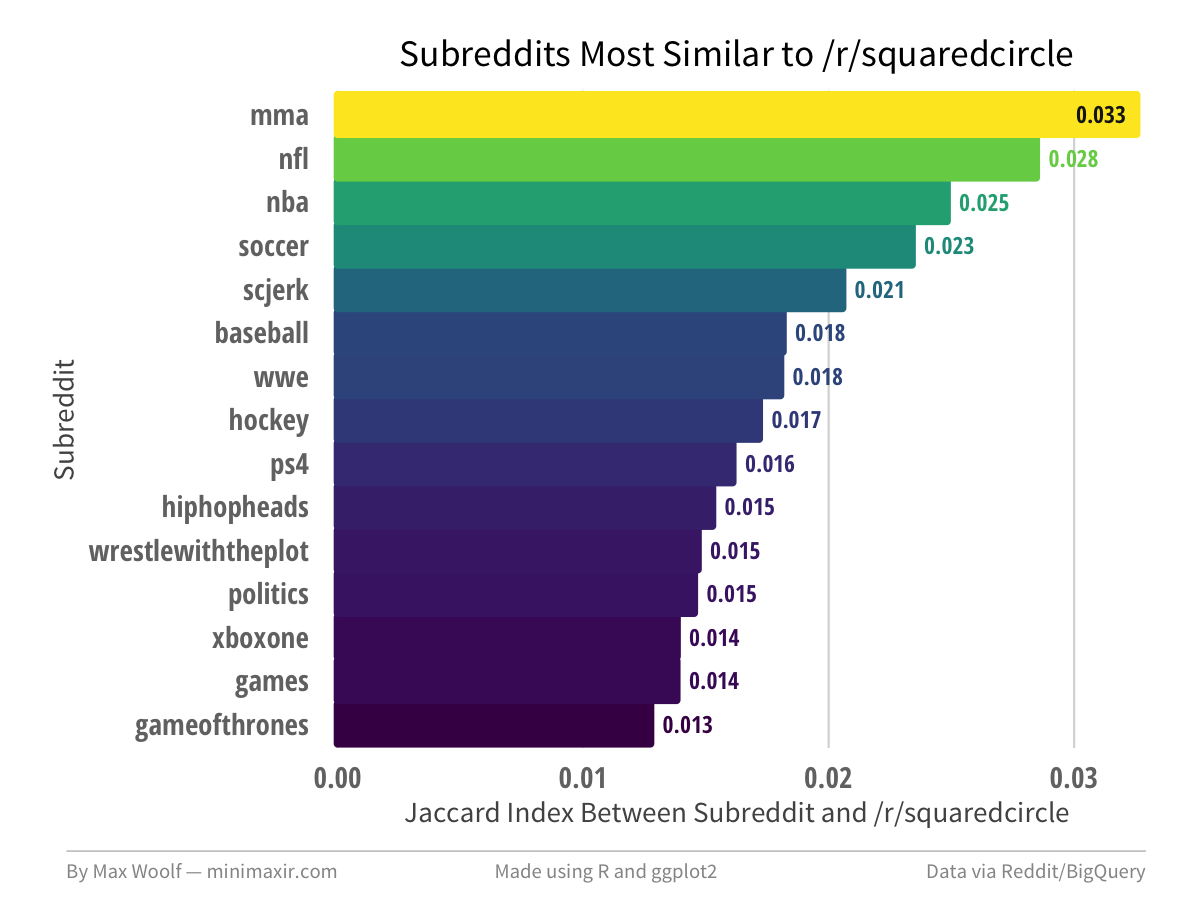 Subreddits Most Similar to /r/squaredcircle
mma 0.033
nfl 0.028
nba 0.025
soccer 0.023
scjerk 0.021
baseball 0.018
wwe 0.018
hockey 0.017
ps4 0.016
hiphopheads 0.015
wrestlewiththeplot 0.015
politics 0.015
xboxone 0.014
games 0.014
gameofthrones 0.013
Subreddit
0.00 0.01 0.02 0.03
Jaccard Index Between Subreddit and /r/squaredcircle
By Max Woolf — minimaxir.com Made using R and ggplot2 Data via Reddit/BigQuery